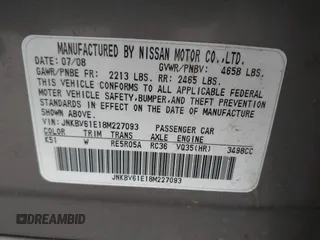 MANUFACTURED BY NISSAN MOTOR CO.,LTD.
DATE: 07/08 GVWR/PNBV: 4658 LBS.
GAWR/PNBE FR: 2213 LBS. RR: 2465 LBS.
THIS VEHICLE CONFORMS TO ALL APPLICABLE FEDERAL
MOTOR VEHICLE SAFETY, BUMPER, AND THEFT PREVENTION
STANDARDS IN EFFECT ON THE DATE OF MANUFACTURE
SHOWN ABOVE.
VIN: JNKBV61E18M227093 PASSENGER CAR
COLOR TRIM TRANS AXLE ENGINE
K51 W RE5R05A RC36 VQ35(HR) 3498CC
JNKBV61E18M227093
DREAMBID